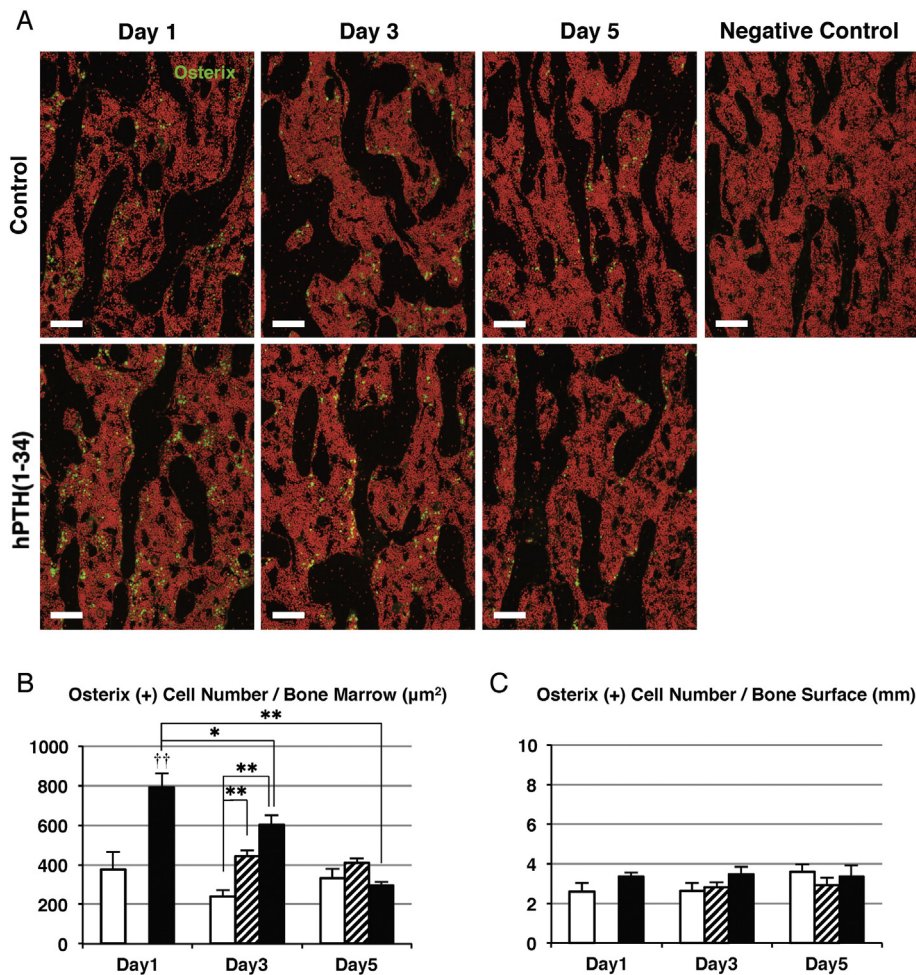 A
Day 1
Day 3
Day 5
Negative Control
Osterix
Control
hPTH(1-34)
B
Osterix (+) Cell Number / Bone Marrow (µm²)
**
*
††
**
**
1000
800
600
400
200
0
Day1
Day3
Day5
C
Osterix (+) Cell Number / Bone Surface (mm)
10
8
6
4
2
0
Day1
Day3
Day5